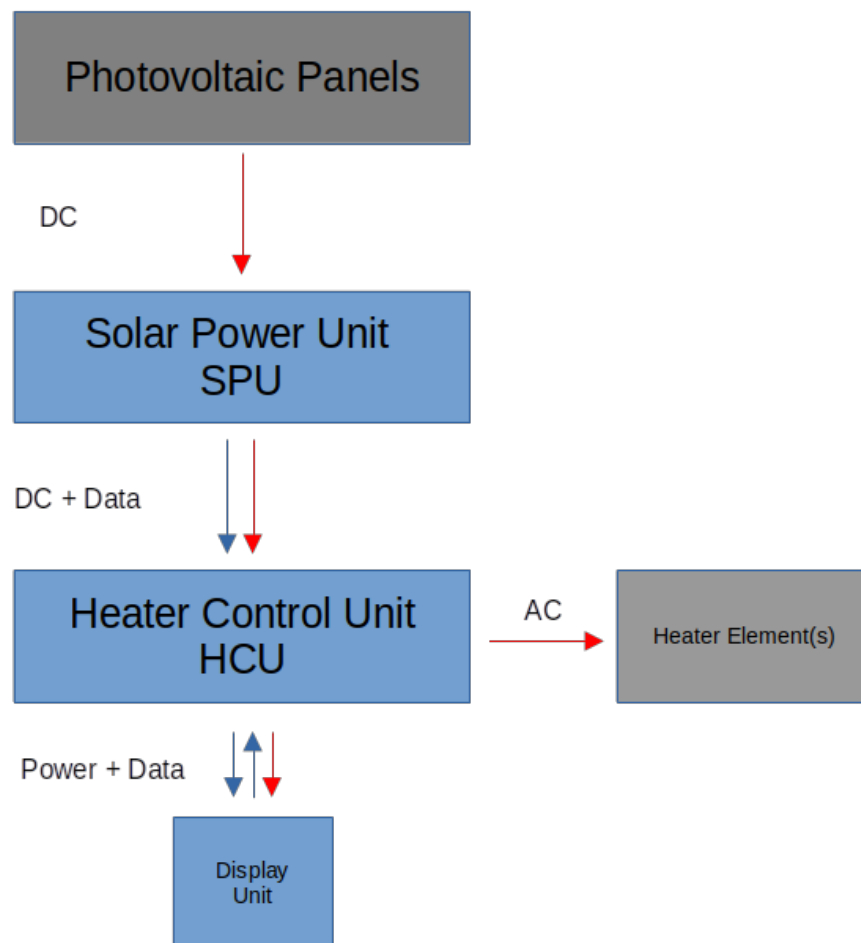 Photovoltaic Panels
DC
Solar Power Unit
SPU
DC + Data
Heater Control Unit
HCU
AC
Heater Element(s)
Power + Data
Display
Unit